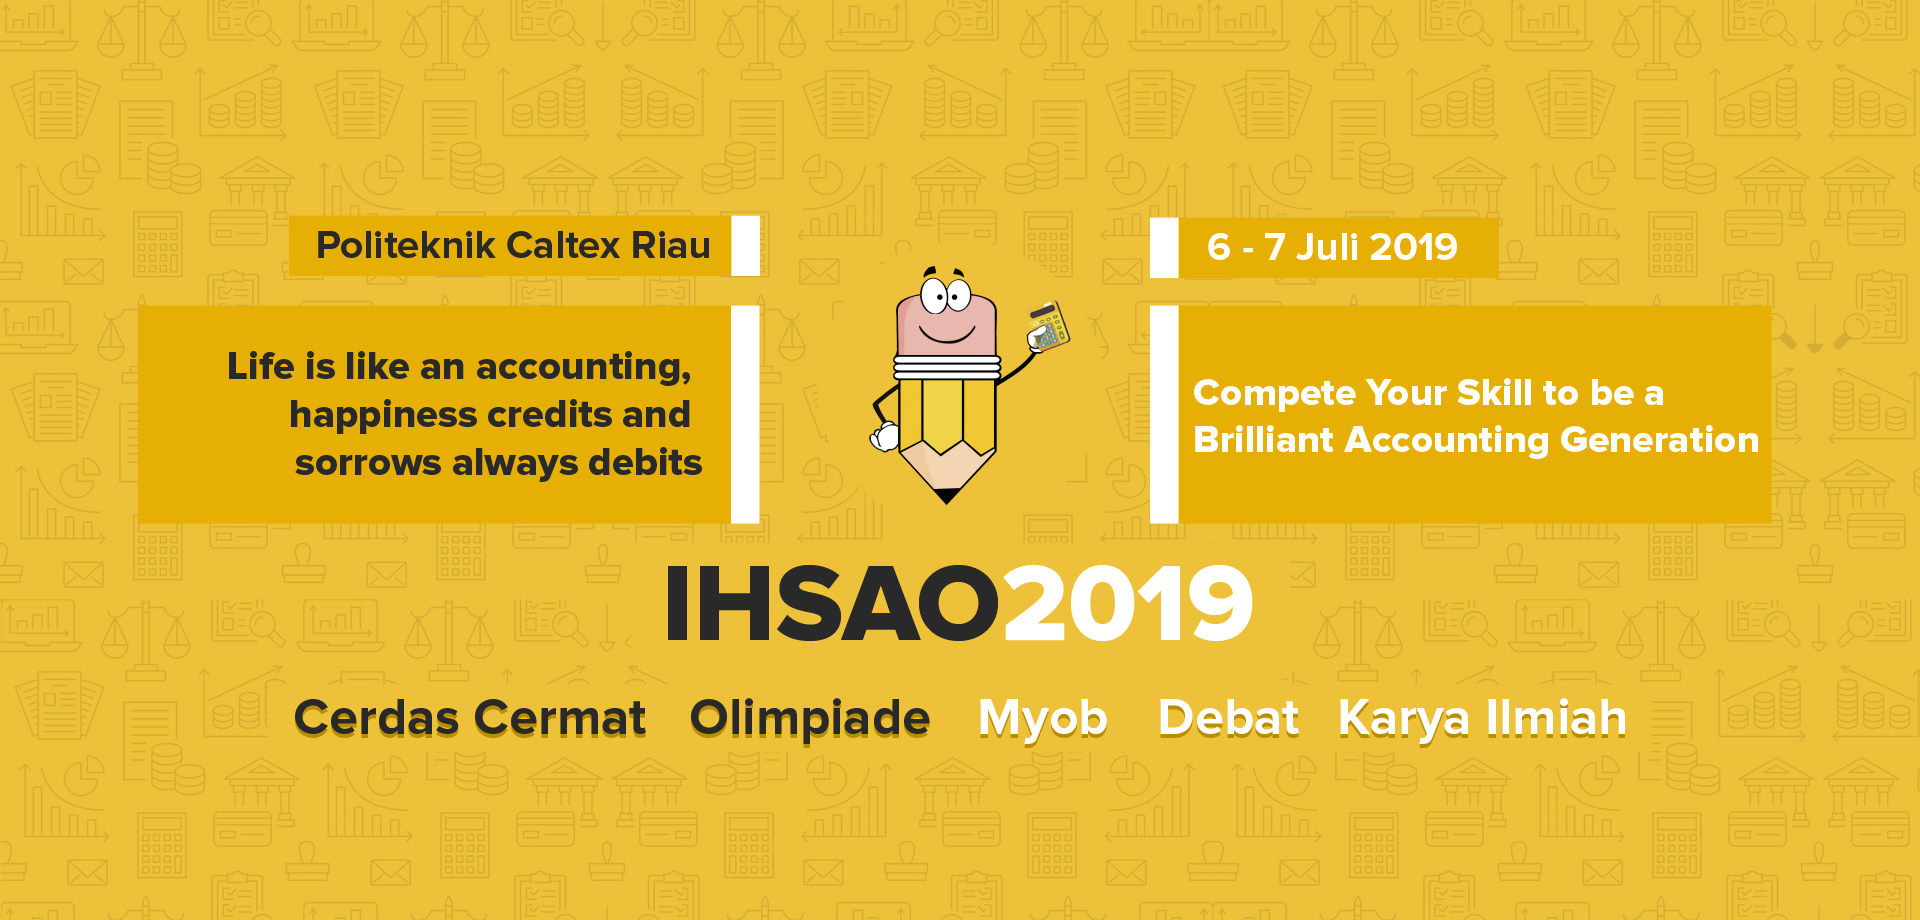 Politeknik Caltex Riau
6 - 7 Juli 2019
Life is like an accounting,
happiness credits and
sorrows always debits
Compete Your Skill to be a
Brilliant Accounting Generation
IHSAO2019
Cerdas Cermat Olimpiade Myob Debat Karya Ilmiah